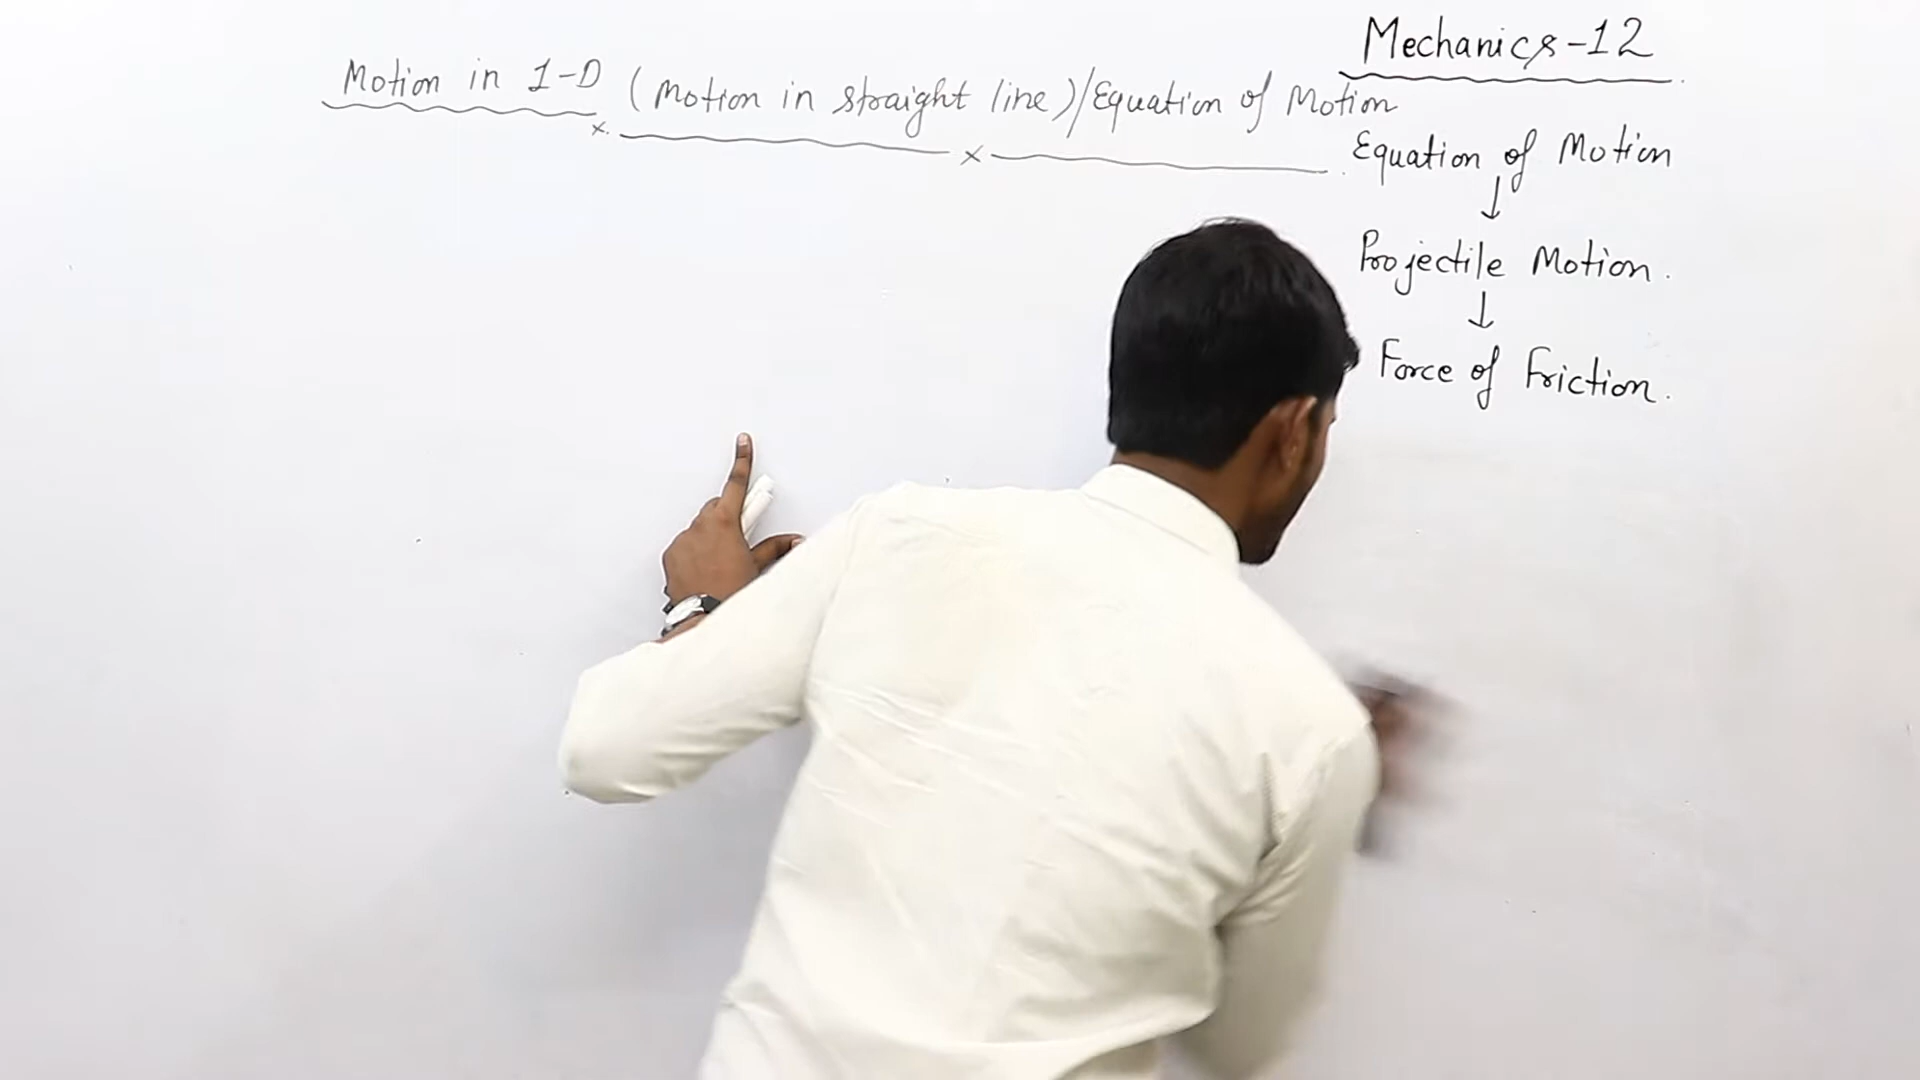 Mechanics-12
Motion in 1-D (Motion in straight line)/Equation of Motion
Equation of Motion
↓
Projectile Motion.
↓
Force of Friction.